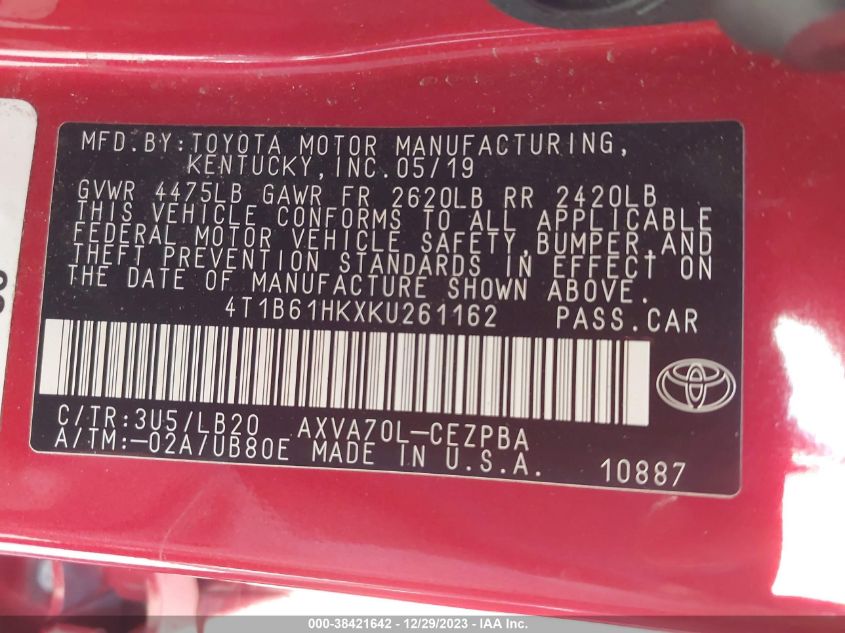 MFD.BY:TOYOTA MOTOR MANUFACTURING,
KENTUCKY,INC.05/19
GVWR 4475LB GAWR FR 2620LB RR 2420LB
THIS VEHICLE CONFORMS TO ALL APPLICABLE
FEDERAL MOTOR VEHICLE SAFETY,BUMPER,AND
THEFT PREVENTION STANDARDS IN EFFECT ON
THE DATE OF MANUFACTURE SHOWN ABOVE.
4T1B61HKXKU261162 PASS.CAR
C/TR:3U5/LB20 AXVA70L-CEZPBA
A/TM:-02A/UB80E MADE IN U.S.A. 10887
000-38421642 - 12/29/2023 - IAAI Inc.